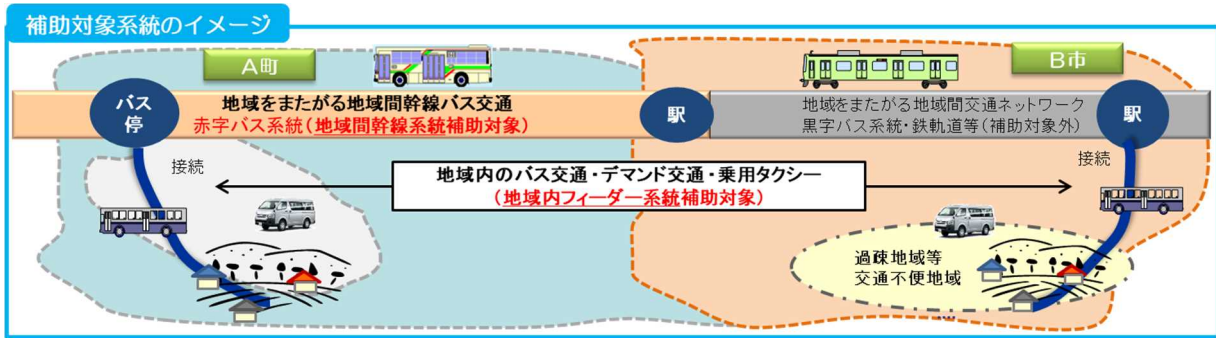 補助対象系統のイメージ
A町
B市
バス
停
地域をまたがる地域間幹線バス交通
赤字バス系統(地域間幹線系統補助対象)
駅
地域をまたがる地域間交通ネットワーク
黒字バス系統・鉄軌道等(補助対象外)
駅
接続
接続
地域内のバス交通・デマンド交通・乗用タクシー
(地域内フィーダー系統補助対象)
過疎地域等
交通不便地域